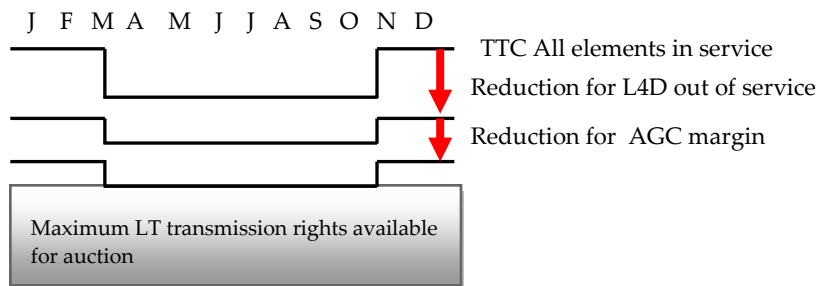 J F M A M J J A S O N D
TTC All elements in service
Reduction for L4D out of service
Reduction for AGC margin
Maximum LT transmission rights available
for auction